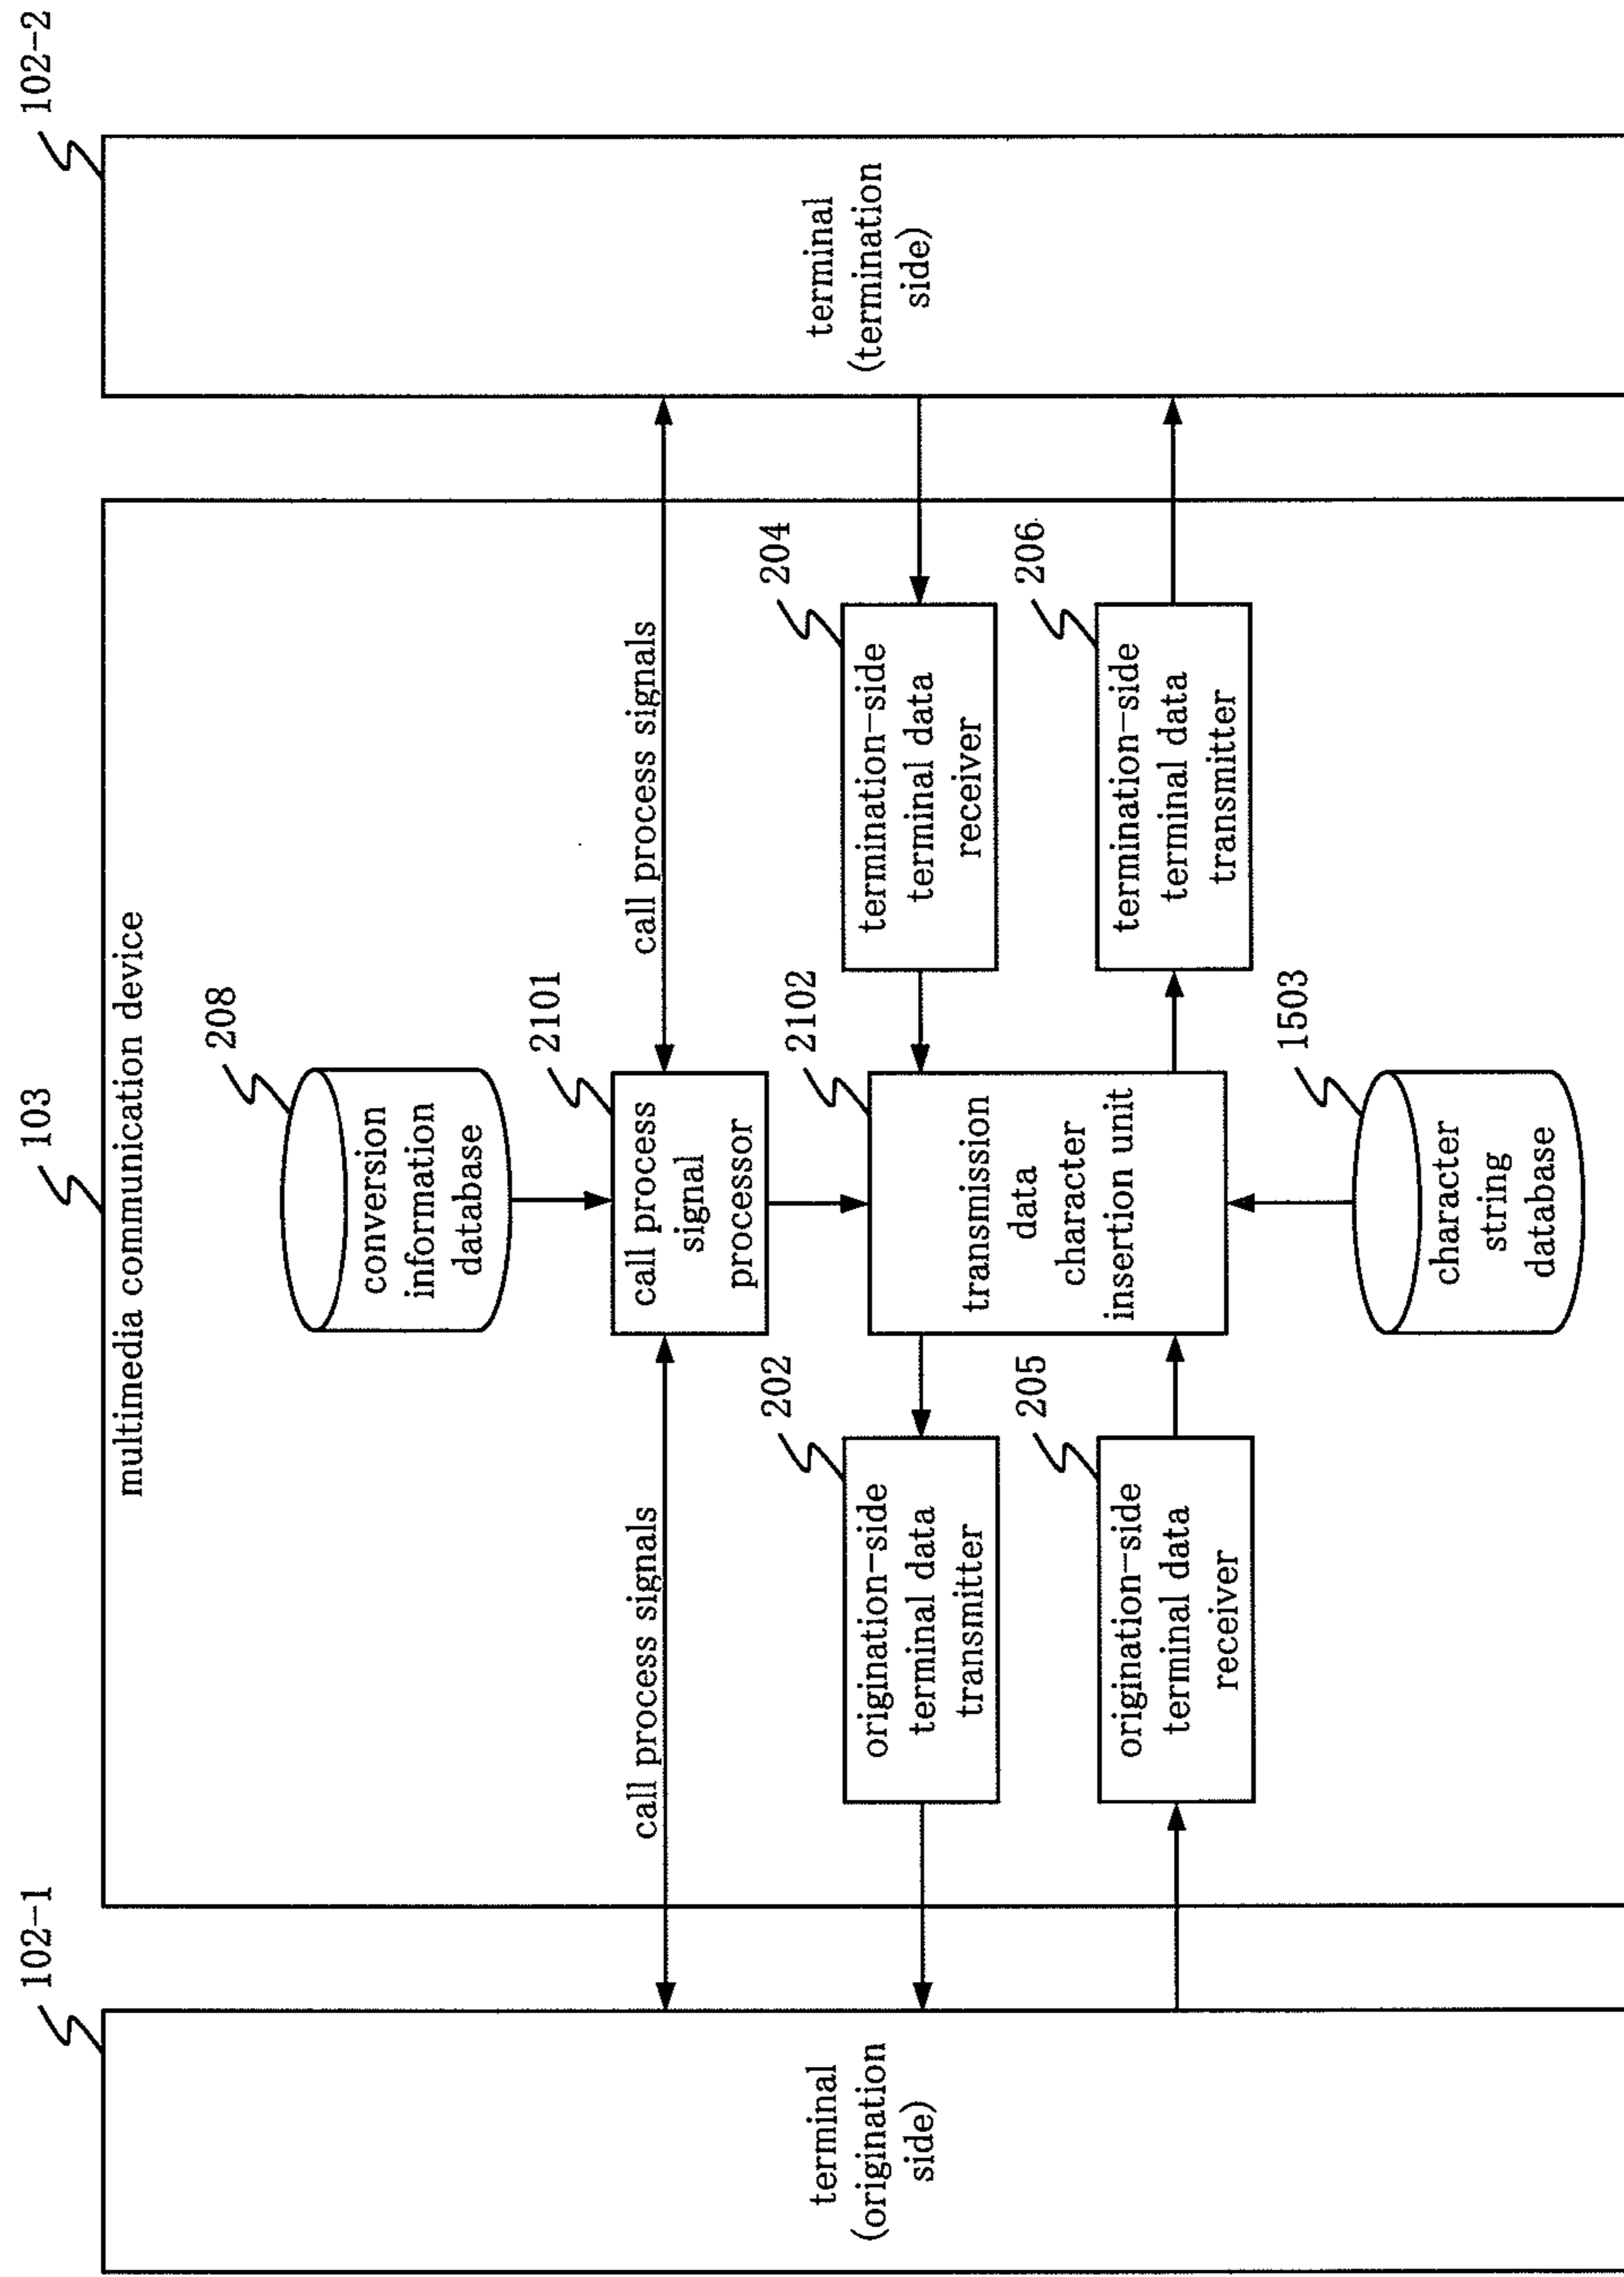 102-1
103
102-2
multimedia communication device
208
conversion
information
database
2101
call process signals
call process
signal
processor
call process signals
terminal
(origination
side)
202
origination-side
terminal data
transmitter
2102
transmission
data
character
insertion unit
204
termination-side
terminal data
receiver
terminal
(termination
side)
205
origination-side
terminal data
receiver
206
termination-side
terminal data
transmitter
1503
character
string
database